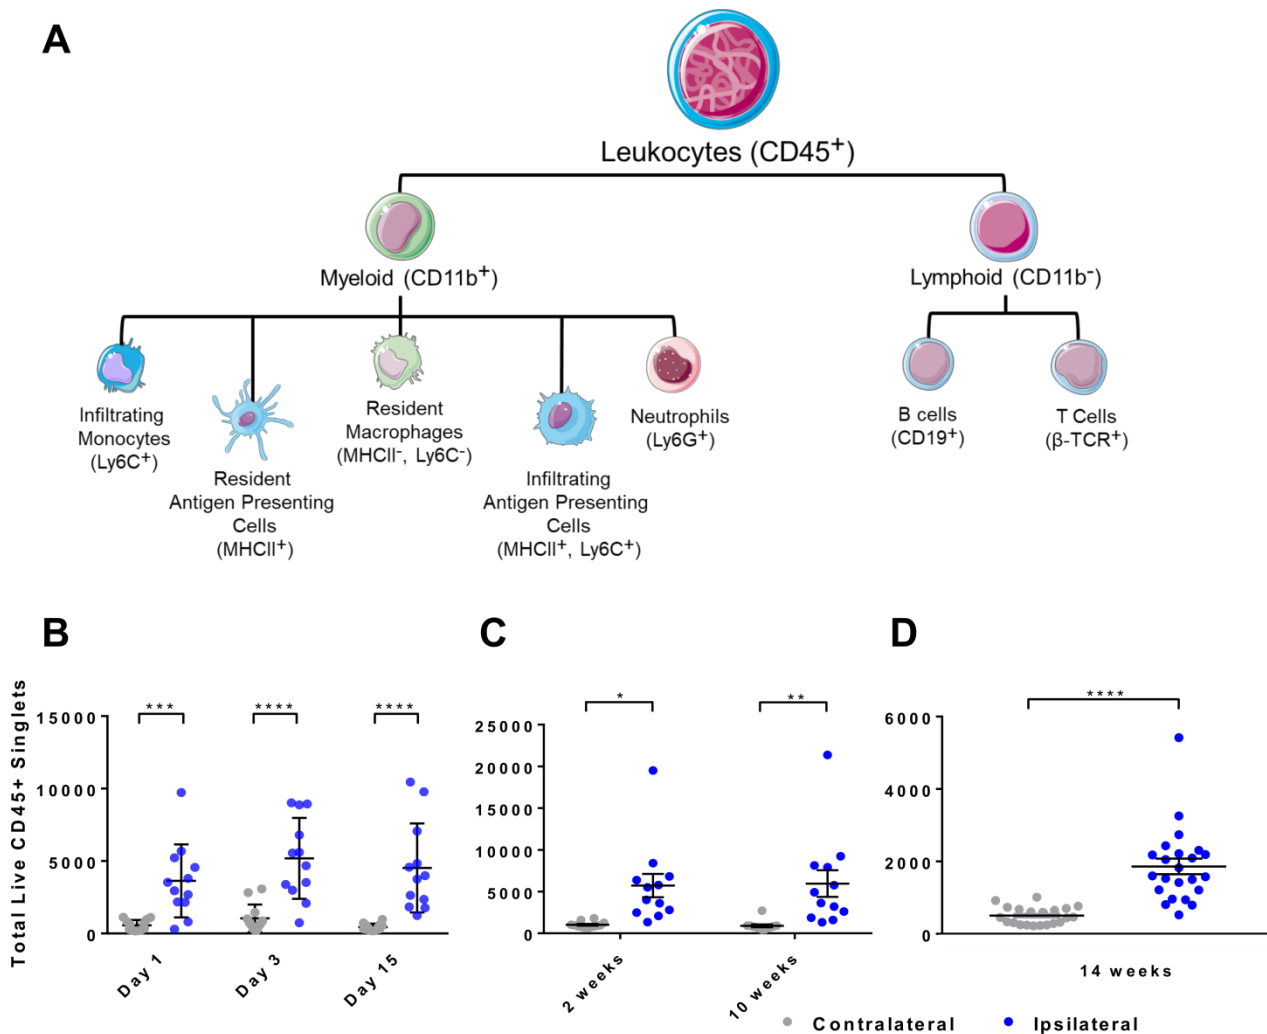 A
Leukocytes (CD45+)
Myeloid (CD11b+)
Lymphoid (CD11b-)
Infiltrating
Monocytes
(Ly6C+)
Resident
Antigen Presenting
Cells
(MHCII+)
Resident
Macrophages
(MHCII-, Ly6C-)
Infiltrating
Antigen Presenting
Cells
(MHCII+, Ly6C+)
Neutrophils
(Ly6G+)
B cells
(CD19+)
T Cells
(β-TCR+)
B
Total Live CD45+ Singlets
15000
10000
5000
0
***
****
****
Day 1
Day 3
Day 15
C
25000
20000
15000
10000
5000
0
*
**
2 weeks
10 weeks
D
6000
4000
2000
0
****
14 weeks
Contralateral
Ipsilateral